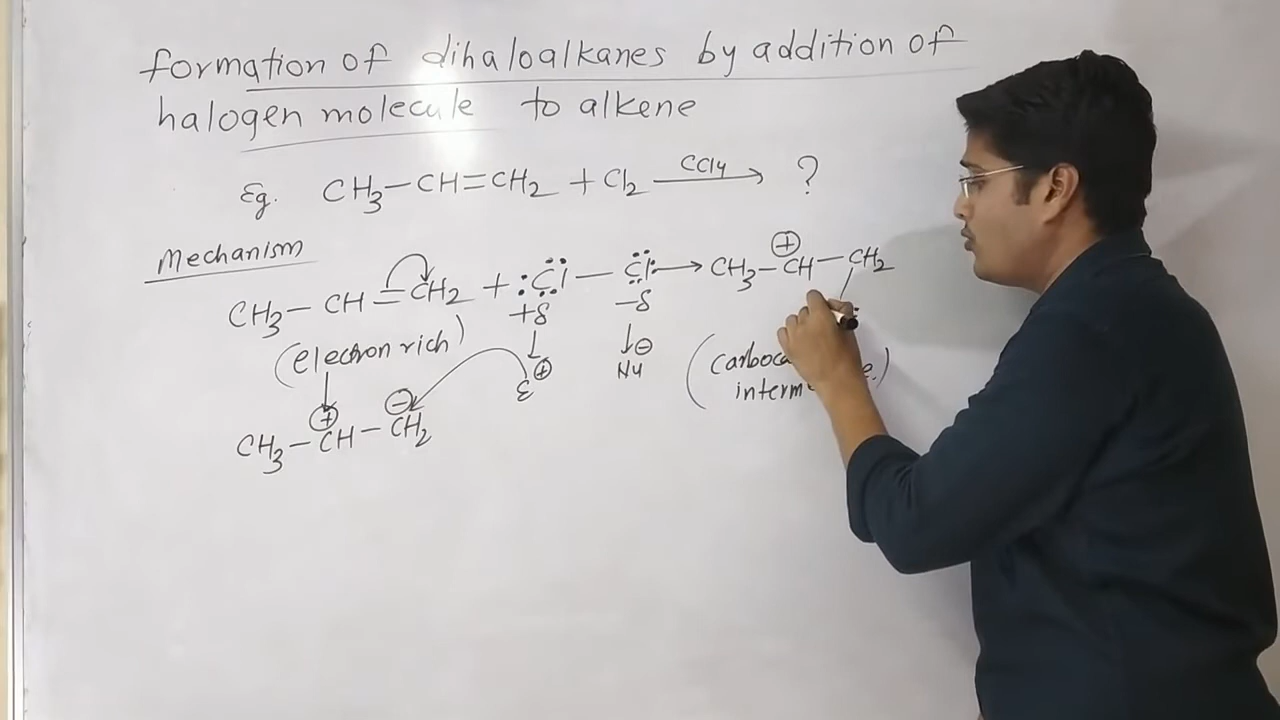 formation of dihaloalkanes by addition of
halogen molecule to alkene
Eg. CH3-CH=CH2 + Cl2 CCl4→ ?
Mechanism
CH3-CH=CH2 + :Cl-Cl: → CH3-CH-CH2
⊕
+δ -δ
(electron rich)
E⊕ Nu⊖
⊕ ⊖
CH3-CH-CH2